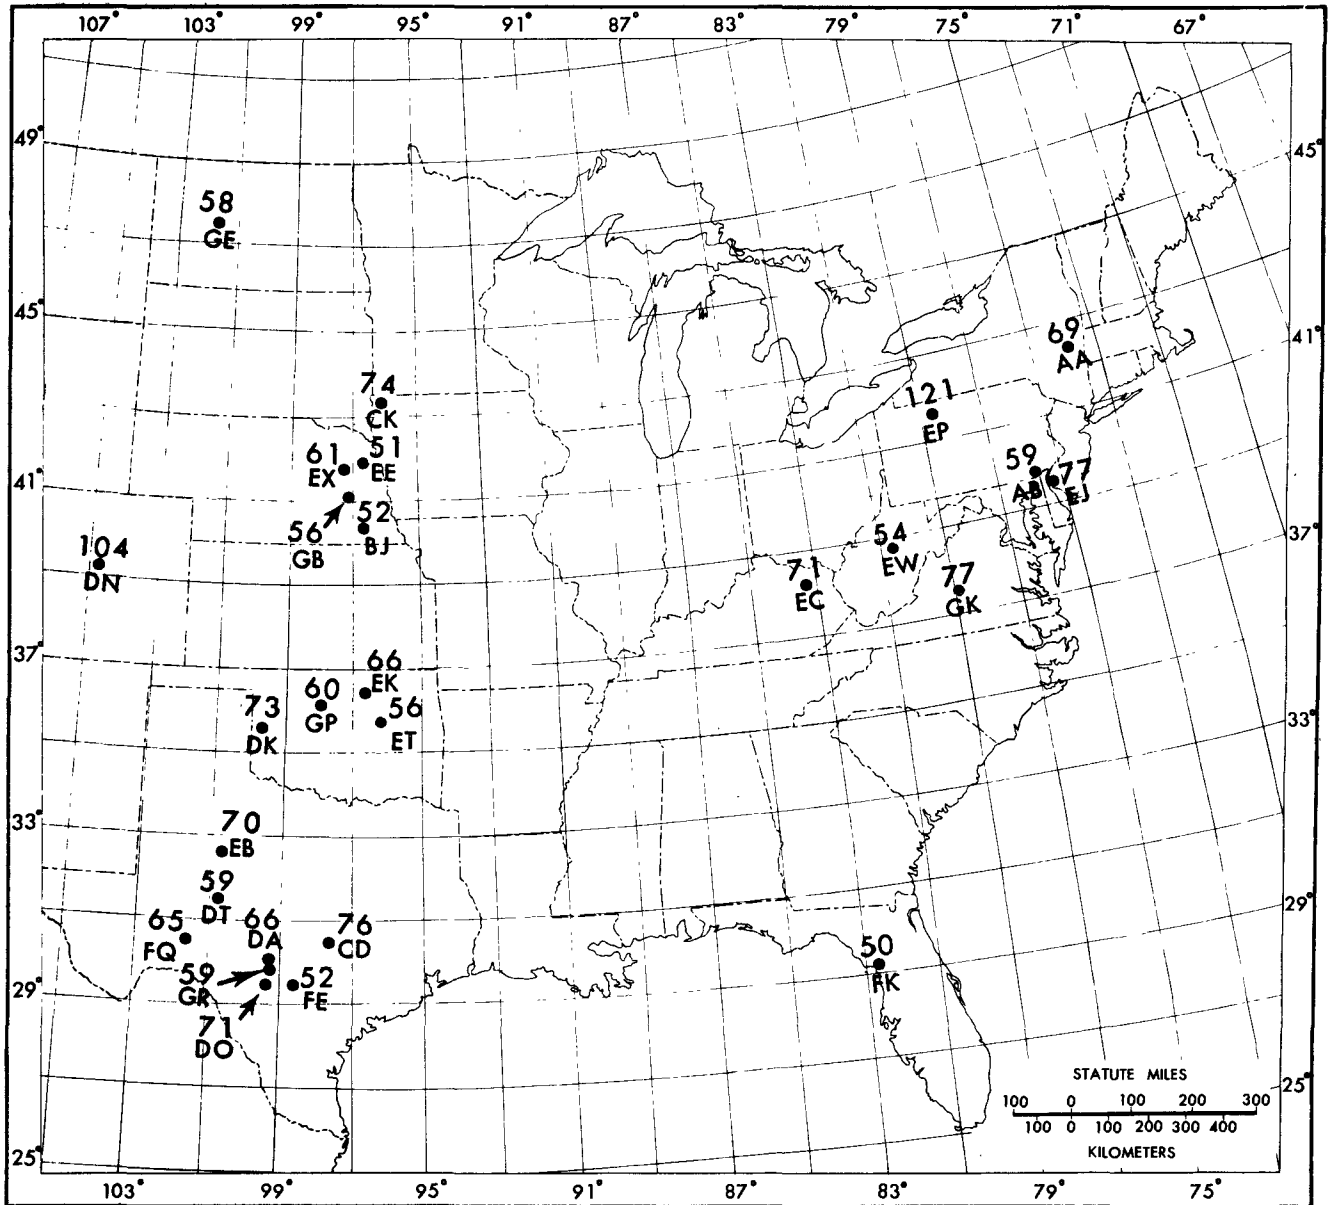 107° 103° 99° 95° 91° 87° 83° 79° 75° 71° 67°
49°
45°
58
GE
45°
41°
69
AA
74
CK
121
EP
61
EX
51
EE
59
AB
77
EJ
41°
56
GB
52
BJ
37°
104
DN
54
EW
71
EC
77
GK
37°
66
EK
60
GP
56
ET
73
DK
33°
33°
70
EB
59
DT
29°
65
FQ
66
DA
76
CD
50
FK
29°
59
GR
52
FE
71
DO
25°
STATUTE MILES
100 0 100 200 300
100 0 100 200 300 400
KILOMETERS
25°
103° 99° 95° 91° 87° 83° 79° 75°